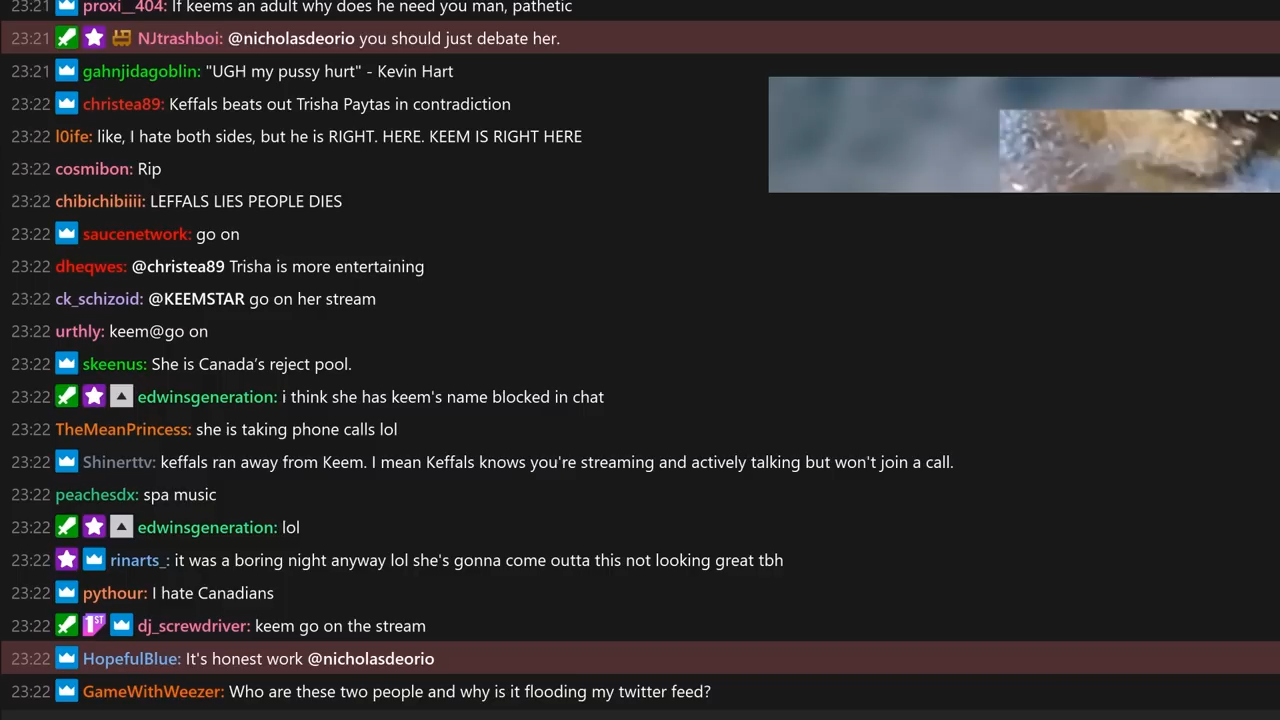 23:21 proxi__404: If keems an adult why does he need you man, pathetic
23:21 NJtrashboi: @nicholasdeorio you should just debate her.
23:21 gahnjidagoblin: "UGH my pussy hurt" - Kevin Hart
23:22 christea89: Keffals beats out Trisha Paytas in contradiction
23:22 l0ife: like, I hate both sides, but he is RIGHT. HERE. KEEM IS RIGHT HERE
23:22 cosmibon: Rip
23:22 chibichibiiii: LEFFALS LIES PEOPLE DIES
23:22 saucenetwork: go on
23:22 dheqwes: @christea89 Trisha is more entertaining
23:22 ck_schizoid: @KEEMSTAR go on her stream
23:22 urthly: keem@go on
23:22 skeenus: She is Canada’s reject pool.
23:22 edwinsgeneration: i think she has keem's name blocked in chat
23:22 TheMeanPrincess: she is taking phone calls lol
23:22 Shinerttv: keffals ran away from Keem. I mean Keffals knows you're streaming and actively talking but won't join a call.
23:22 peachesdx: spa music
23:22 edwinsgeneration: lol
23:22 rinarts_: it was a boring night anyway lol she's gonna come outta this not looking great tbh
23:22 pythour: I hate Canadians
23:22 1ST dj_screwdriver: keem go on the stream
23:22 HopefulBlue: It's honest work @nicholasdeorio
23:22 GameWithWeezer: Who are these two people and why is it flooding my twitter feed?